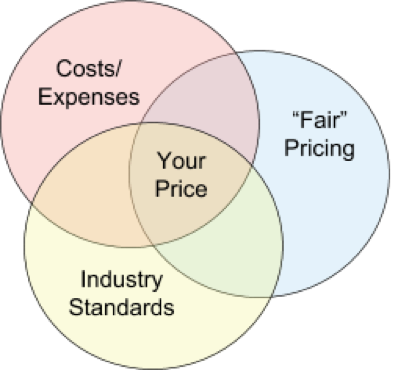 Costs/
Expenses
“Fair”
Pricing
Your
Price
Industry
Standards